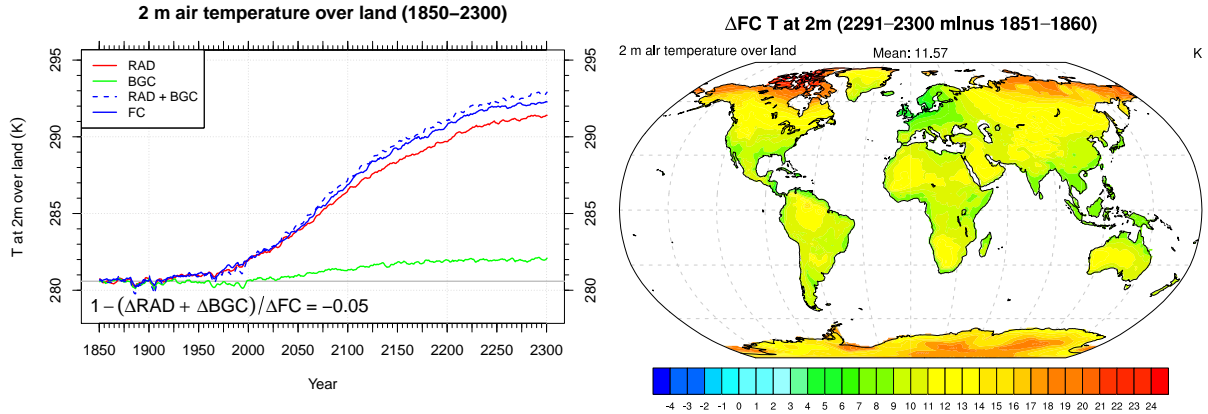 2 m air temperature over land (1850–2300)
RAD
BGC
RAD + BGC
FC
T at 2m over land (K)
280
285
290
295
280
285
290
295
1−(ΔRAD + ΔBGC)/ΔFC = −0.05
1850 1900 1950 2000 2050 2100 2150 2200 2250 2300
Year
ΔFC T at 2m (2291–2300 mInus 1851–1860)
2 m air temperature over land Mean: 11.57 K
-4 -3 -2 -1 0 2 3 4 5 6 7 8 9 10 11 12 13 14 15 16 17 18 19 20 21 22 23 24